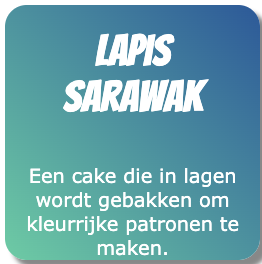 LAPIS
SARAWAK
Een cake die in lagen
wordt gebakken om
kleurrijke patronen te
maken.